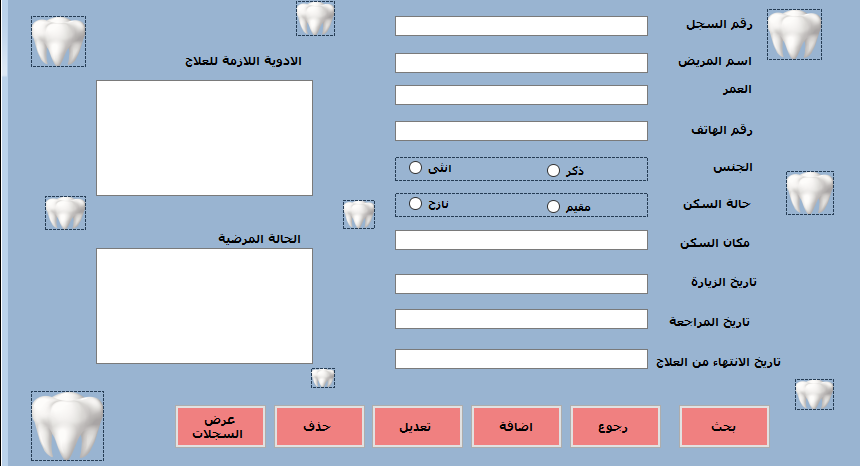 رقم السجل
اسم المريض
العمر
رقم الهاتف
الجنس
ذكر
انثى
حالة السكن
مقيم
نازح
مكان السكن
تاريخ الزيارة
تاريخ المراجعة
تاريخ الانتهاء من العلاج
الادوية اللازمة للعلاج
الحالة المرضية
بحث
رجوع
اضافة
تعديل
حذف
عرض
السجلات